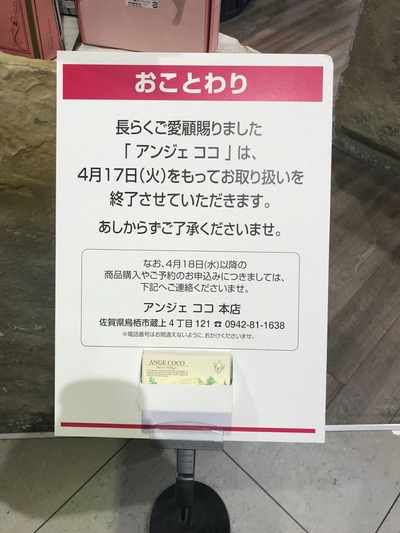 おことわり
長らくご愛顧賜りました
「 アンジェ ココ 」は、
4月17日(火)をもってお取り扱いを
終了させていただきます。
あしからずご了承くださいませ。
なお、4月18日(水)以降の
商品購入やご予約のお申込みにつきましては、
下記へご連絡くださいませ。
アンジェ ココ 本店
佐賀県鳥栖市蔵上4丁目121 ☎ 0942-81-1638
※電話番号はお間違えないように、おかけくださいませ。
ANGE COCO